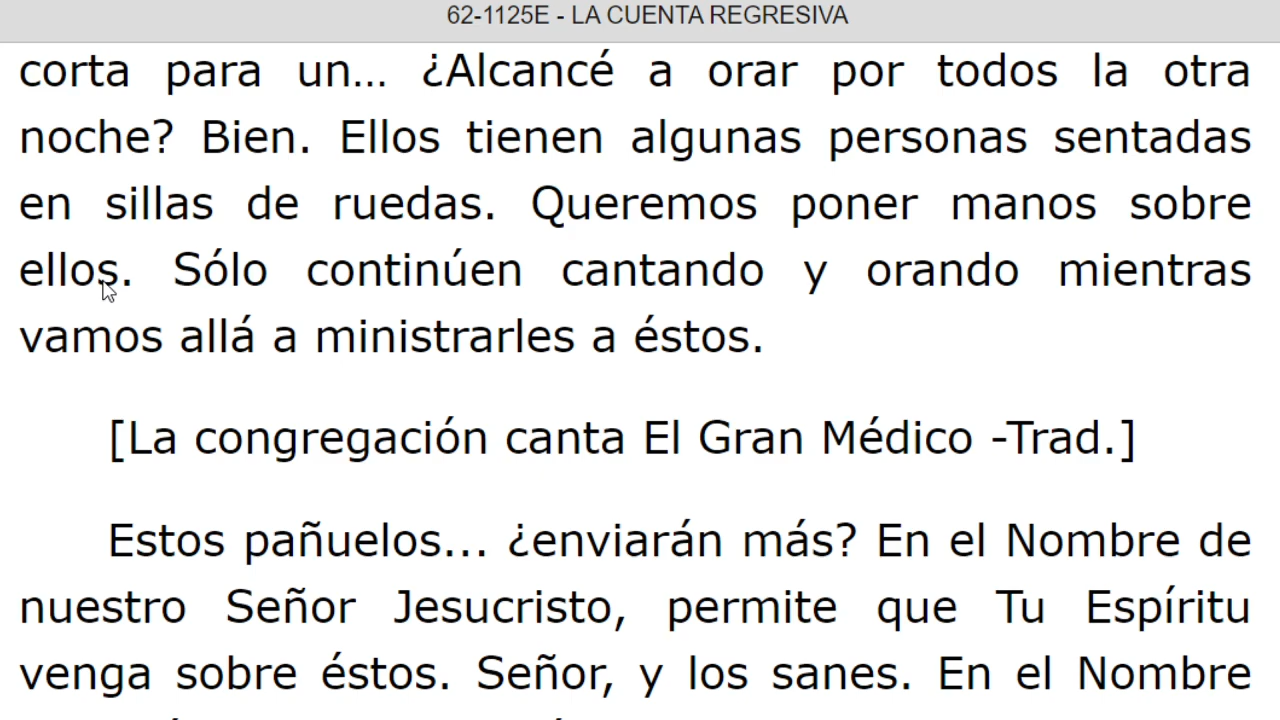 62-1125E - LA CUENTA REGRESIVA
corta para un... ¿Alcancé a orar por todos la otra
noche? Bien. Ellos tienen algunas personas sentadas
en sillas de ruedas. Queremos poner manos sobre
ellos. Sólo continúen cantando y orando mientras
vamos allá a ministrarles a éstos.
[La congregación canta El Gran Médico -Trad.]
Estos pañuelos... ¿enviarán más? En el Nombre de
nuestro Señor Jesucristo, permite que Tu Espíritu
venga sobre éstos. Señor, y los sanes. En el Nombre